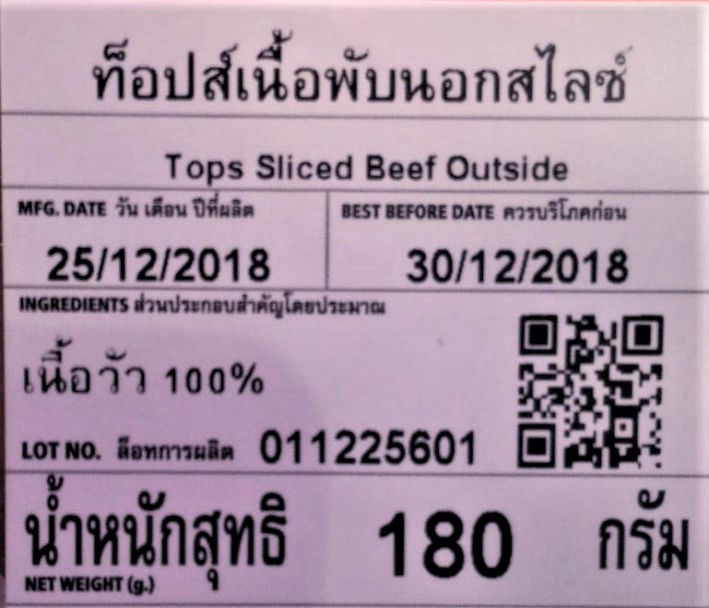 ท็อปส์เนื้อพับนอกสไลซ์
Tops Sliced Beef Outside
MFG. DATE วัน เดือน ปีที่ผลิต
25/12/2018
BEST BEFORE DATE ควรบริโภคก่อน
30/12/2018
INGREDIENTS ส่วนประกอบสำคัญโดยประมาณ
เนื้อวัว 100%
LOT NO. ล็อทการผลิต 011225601
น้ำหนักสุทธิ 180 กรัม
NET WEIGHT (g.)